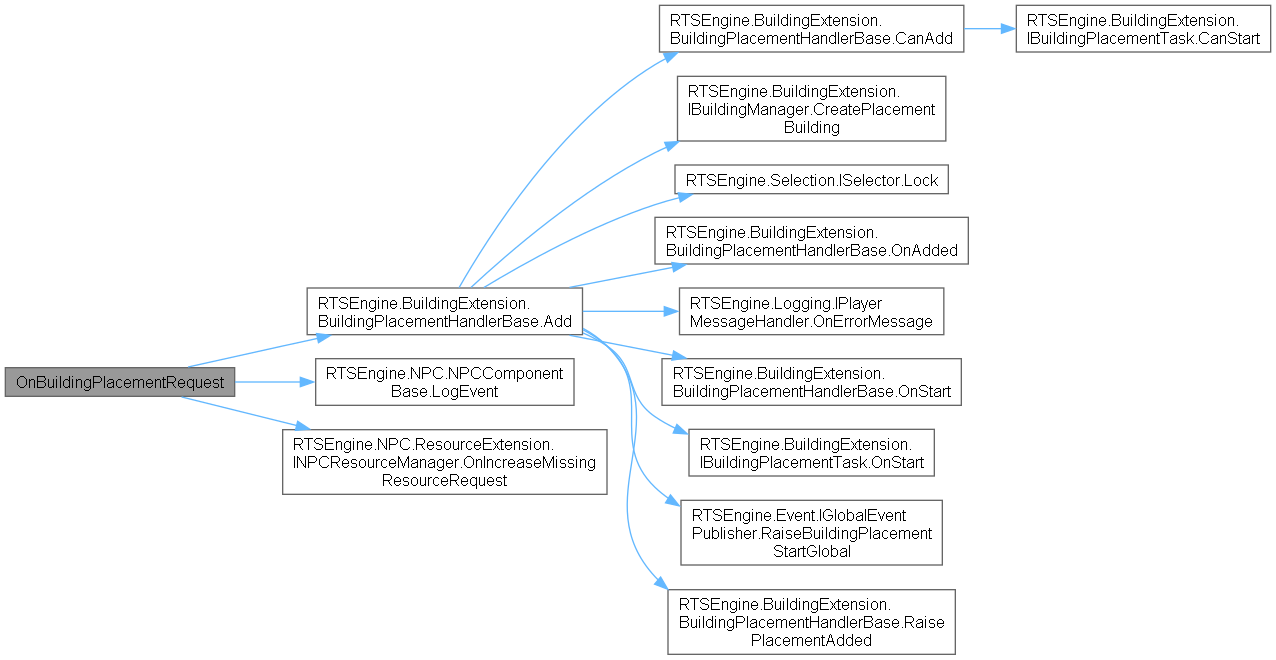 RTSEngine.BuildingExtension.
BuildingPlacementHandlerBase.CanAdd
RTSEngine.BuildingExtension.
IBuildingPlacementTask.CanStart
RTSEngine.BuildingExtension.
IBuildingManager.CreatePlacement
Building
RTSEngine.Selection.ISelector.Lock
RTSEngine.BuildingExtension.
BuildingPlacementHandlerBase.OnAdded
RTSEngine.BuildingExtension.
BuildingPlacementHandlerBase.Add
RTSEngine.Logging.IPlayer
MessageHandler.OnErrorMessage
OnBuildingPlacementRequest
RTSEngine.NPC.NPCComponent
Base.LogEvent
RTSEngine.BuildingExtension.
BuildingPlacementHandlerBase.OnStart
RTSEngine.NPC.ResourceExtension.
INPCResourceManager.OnIncreaseMissing
ResourceRequest
RTSEngine.BuildingExtension.
IBuildingPlacementTask.OnStart
RTSEngine.Event.IGlobalEvent
Publisher.RaiseBuildingPlacement
StartGlobal
RTSEngine.BuildingExtension.
BuildingPlacementHandlerBase.Raise
PlacementAdded